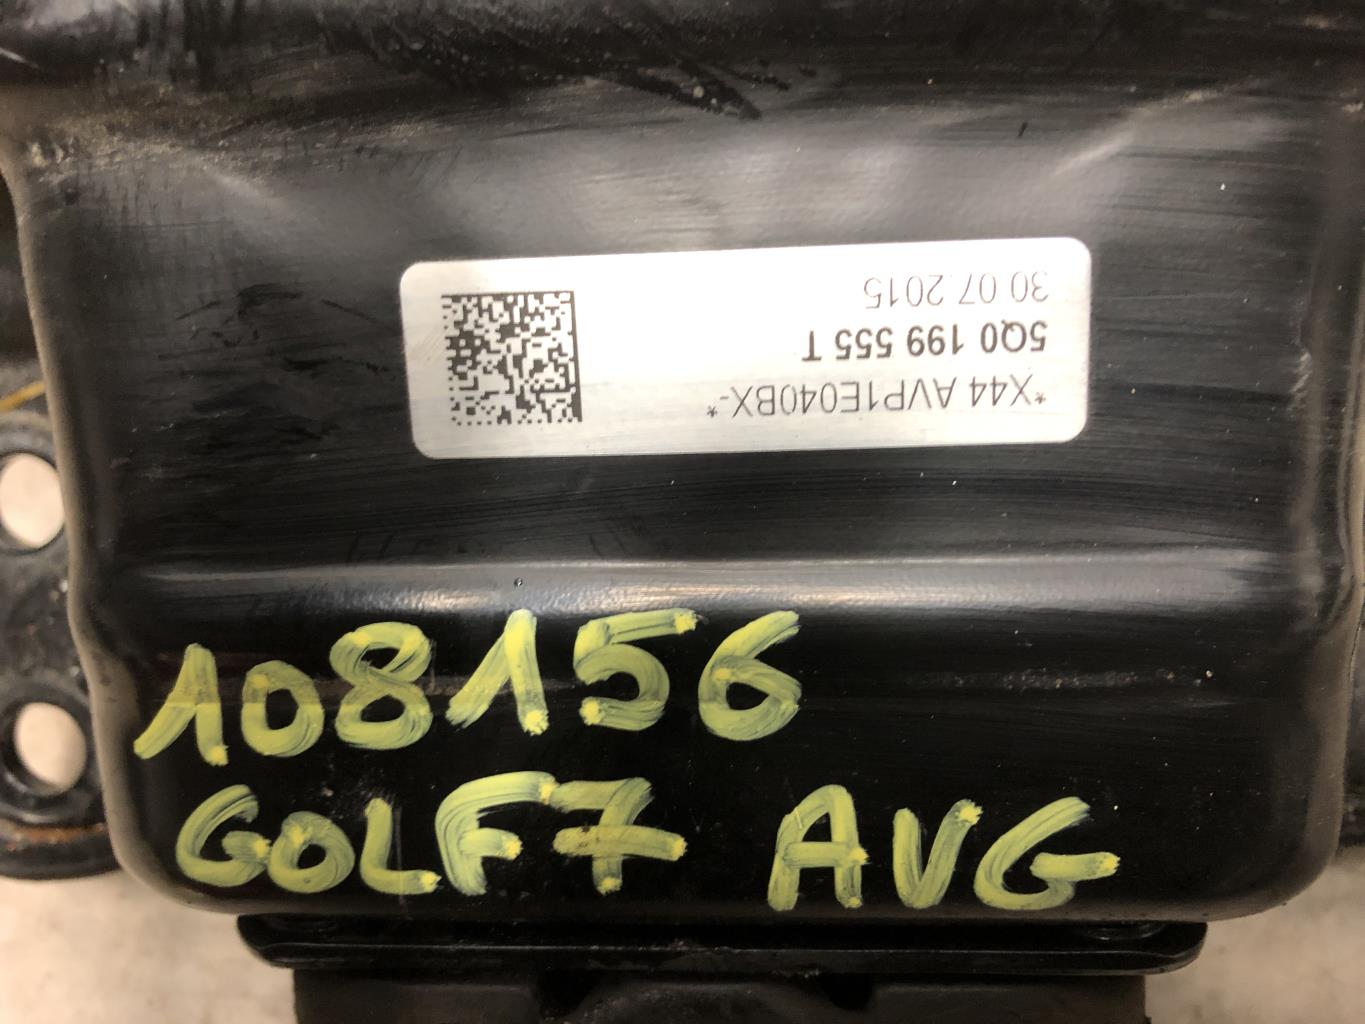 *X44 AVP1E040BX-*
5Q0 199 555 T
30.07.2015
108156
GOLF7 AVG